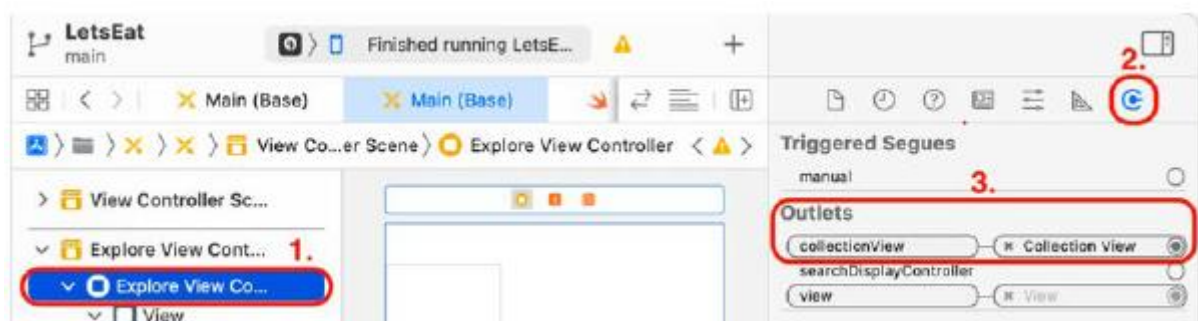 LetsEat
main
Finished running LetsE...
2.
Main (Base)
Main (Base)
View Co...er Scene
Explore View Controller
Triggered Segues
manual
3.
View Controller Sc...
Outlets
collectionView
Collection View
Explore View Cont...
1.
searchDisplayController
Explore View Co...
view
View
View